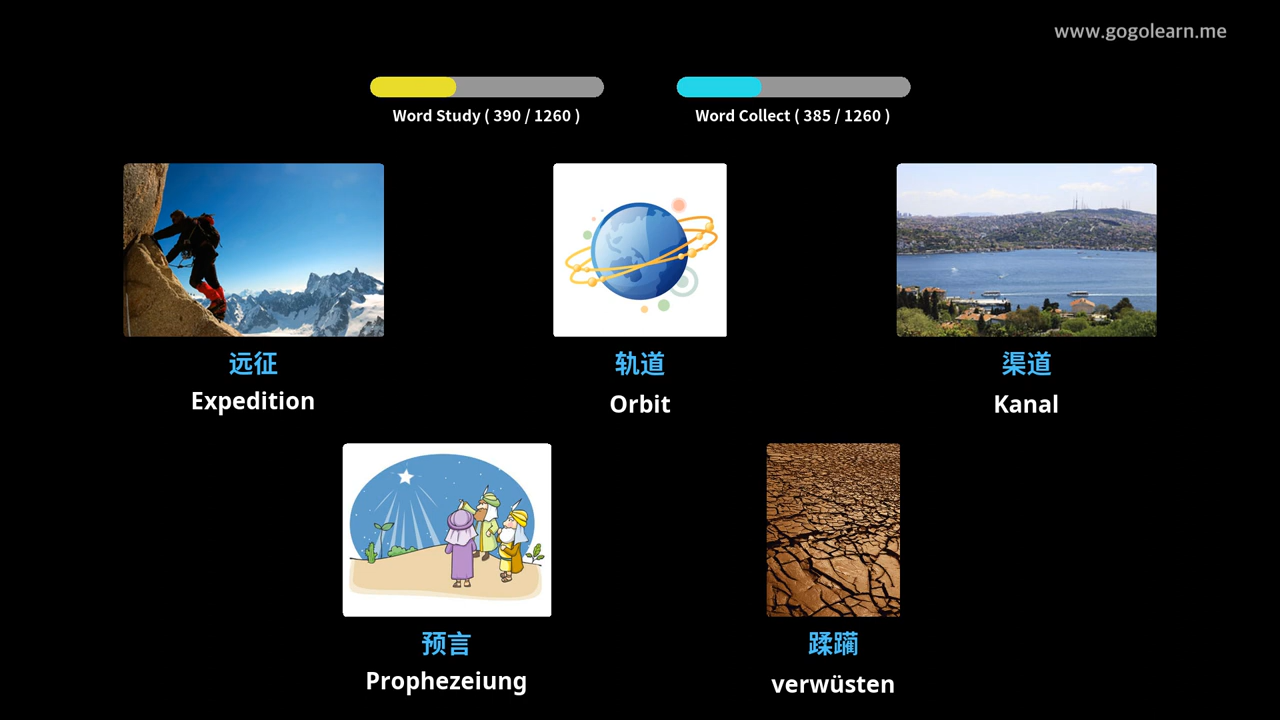 www.gogolearn.me
Word Study ( 390 / 1260 )
Word Collect ( 385 / 1260 )
远征
Expedition
轨道
Orbit
渠道
Kanal
预言
Prophezeiung
蹂躏
verwüsten